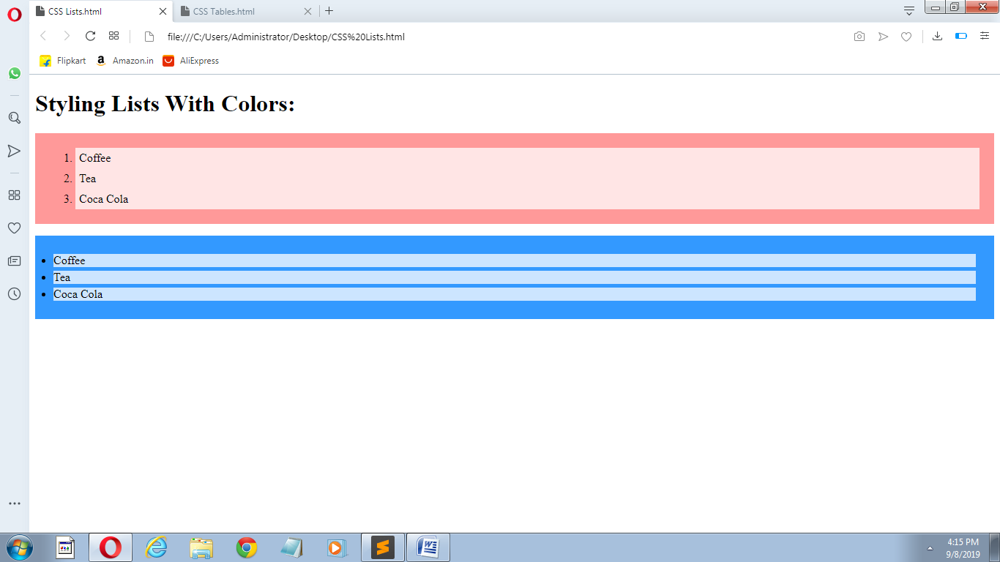 CSS Lists.html
CSS Tables.html
file:///C:/Users/Administrator/Desktop/CSS%20Lists.html
Flipkart
Amazon.in
AliExpress
Styling Lists With Colors:
1. Coffee
2. Tea
3. Coca Cola
• Coffee
• Tea
• Coca Cola
4:15 PM
9/8/2019